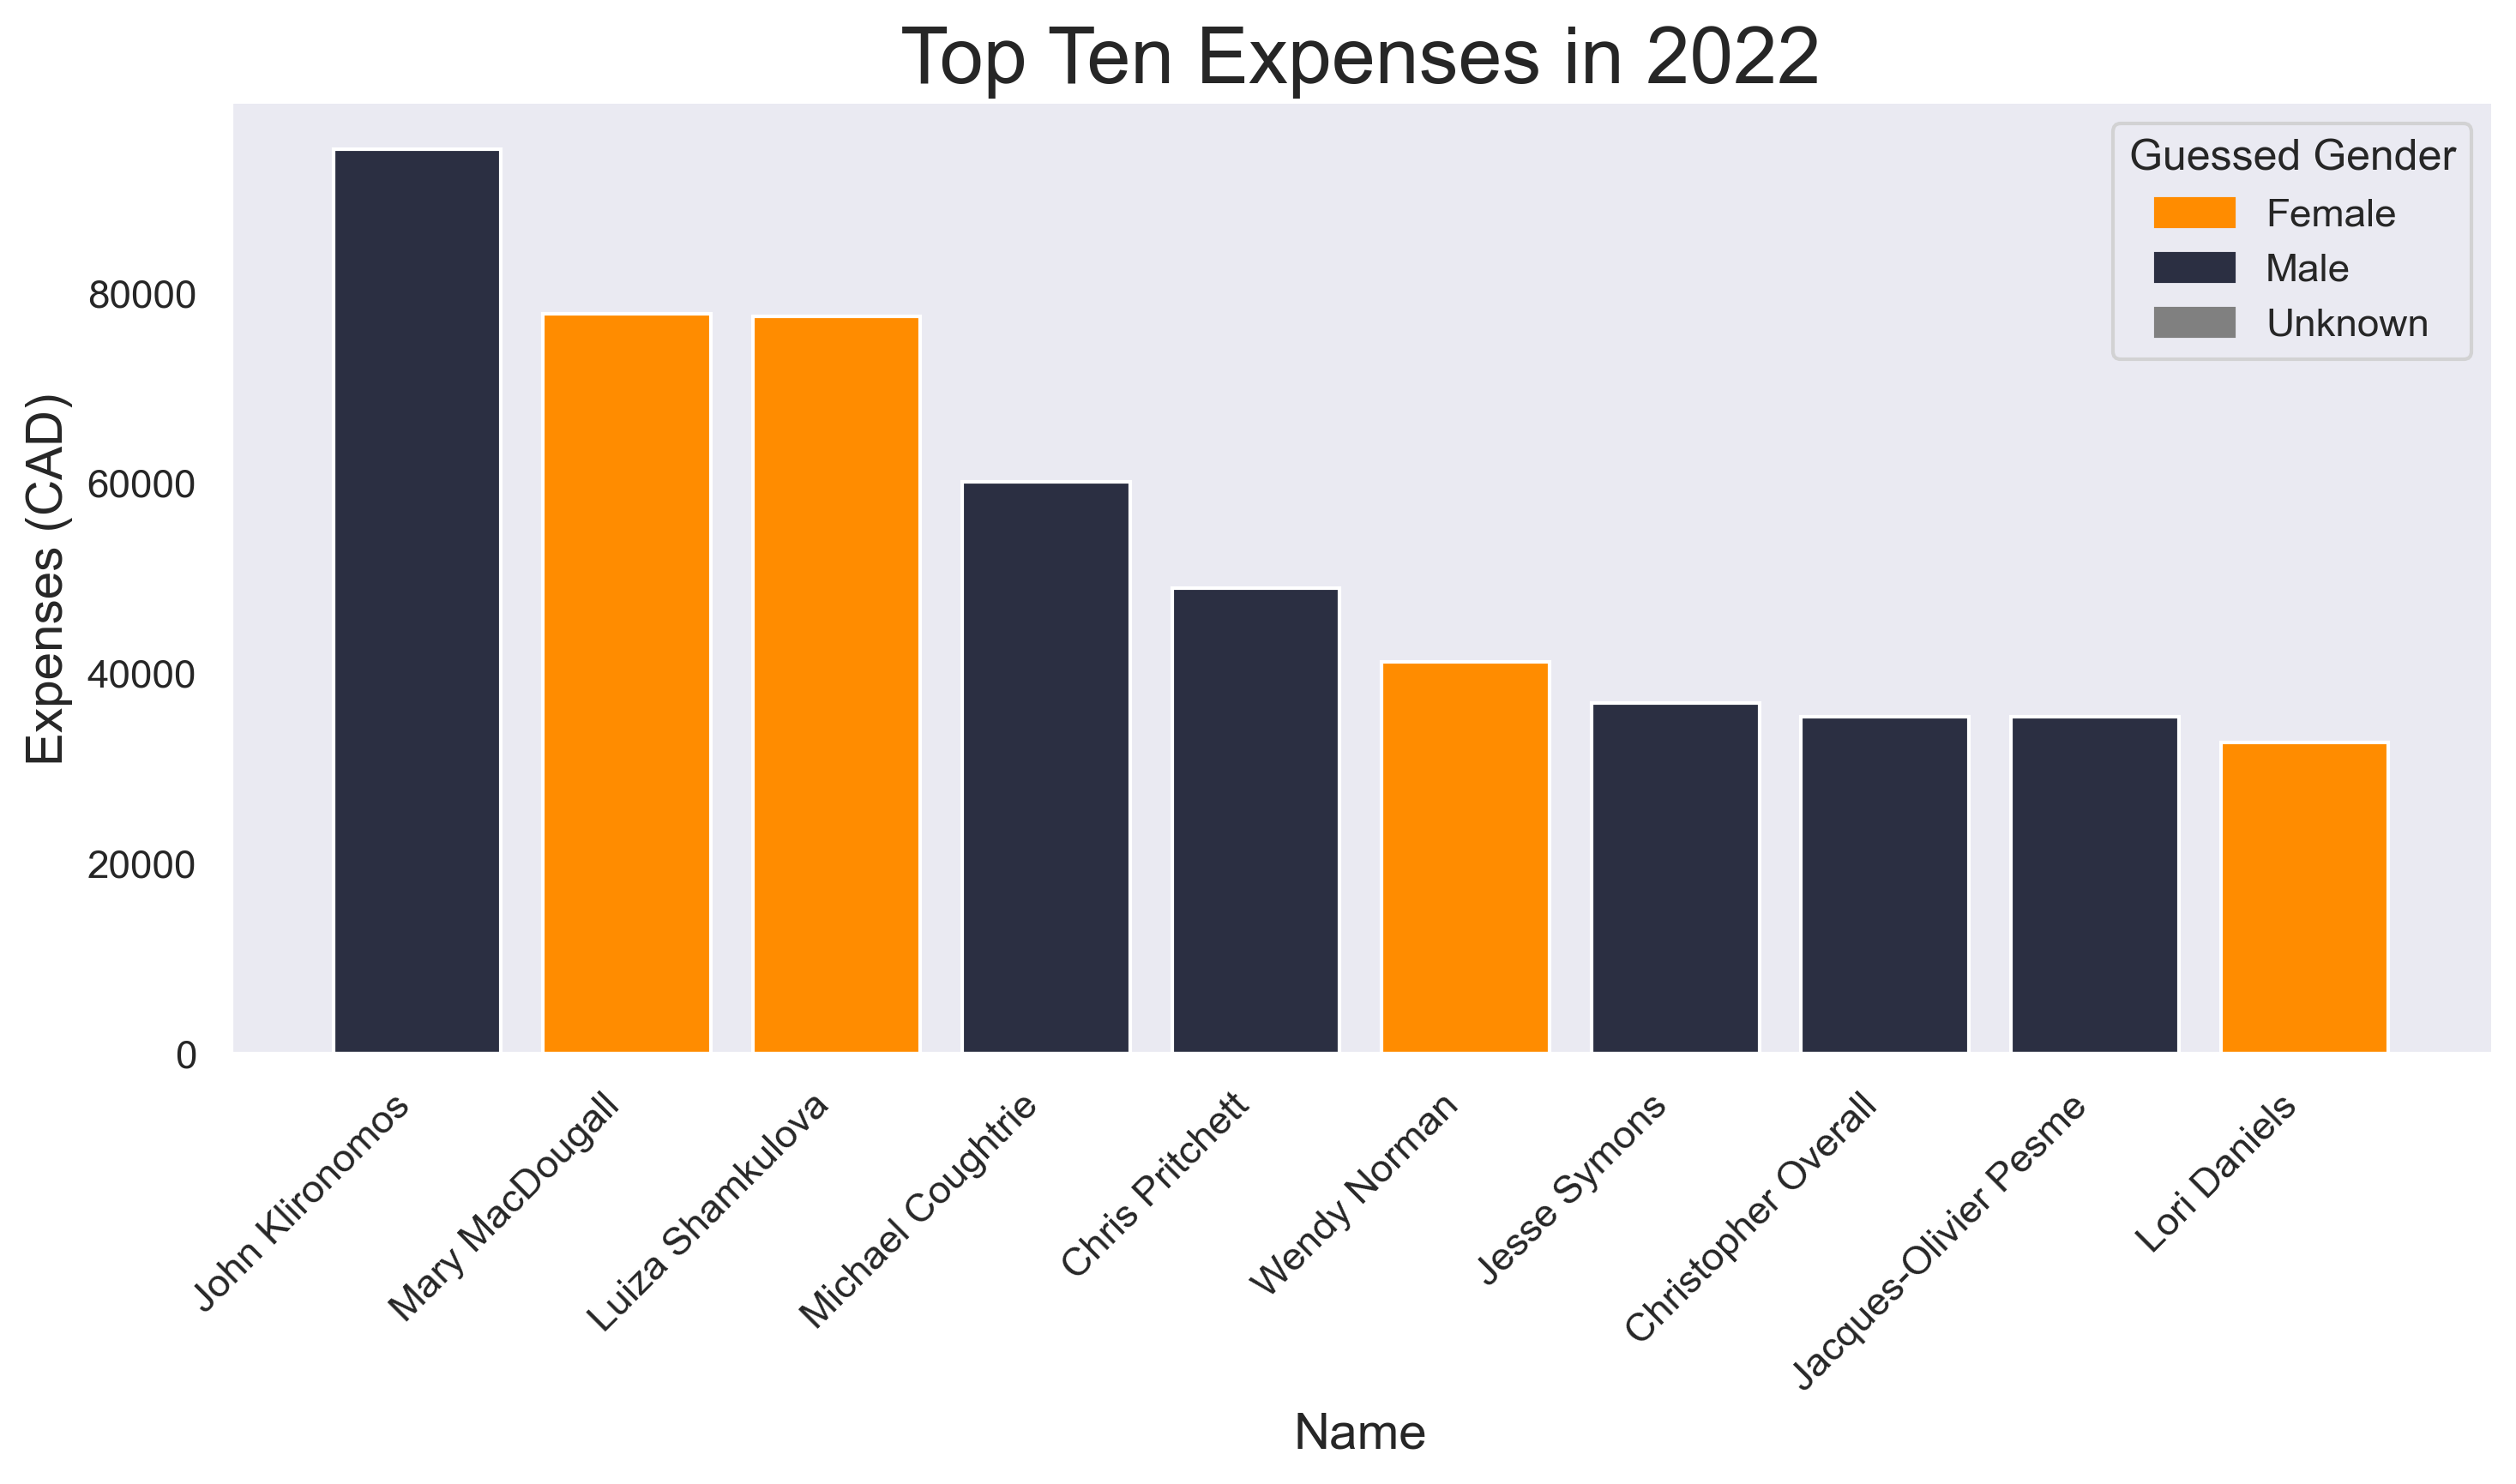 Top Ten Expenses in 2022
Guessed Gender
Female
Male
Unknown
Expenses (CAD)
80000
60000
40000
20000
0
John Klironomos
Mary MacDougall
Luiza Shamkulova
Michael Coughtrie
Chris Pritchett
Wendy Norman
Jesse Symons
Christopher Overall
Jacques-Olivier Pesme
Lori Daniels
Name